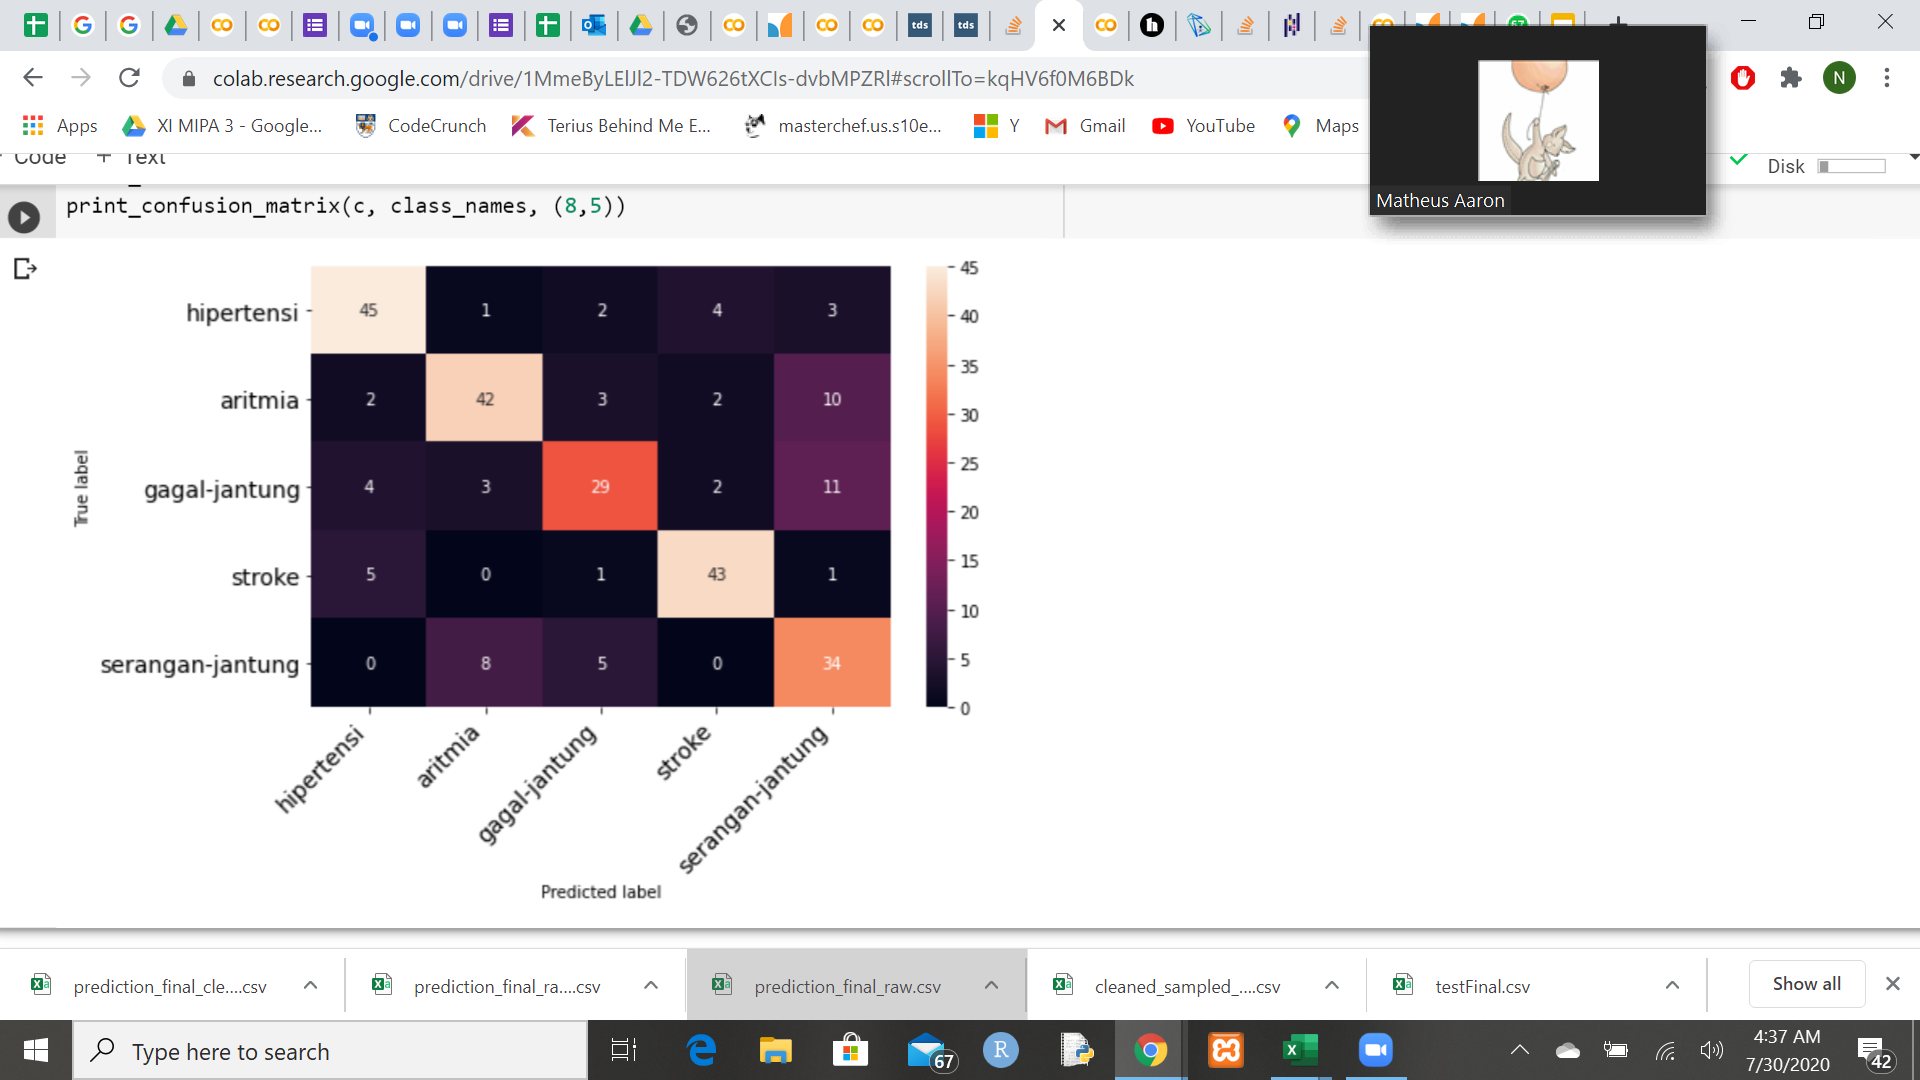 tds
tds
h
67
colab.research.google.com/drive/1MmeByLElJl2-TDW626tXCIs-dvbMPZRl#scrollTo=kqHV6f0M6BDk
N
Apps
XI MIPA 3 - Google...
CodeCrunch
Terius Behind Me E...
masterchef.us.s10e...
Y
Gmail
YouTube
Maps
Matheus Aaron
Code
+ Text
Disk
print_confusion_matrix(c, class_names, (8,5))
hipertensi 45 1 2 4 3
aritmia 2 42 3 2 10
gagal-jantung 4 3 29 2 11
stroke 5 0 1 43 1
serangan-jantung 0 8 5 0 34
True label
45
40
35
30
25
20
15
10
5
0
hipertensi
aritmia
gagal-jantung
stroke
serangan-jantung
Predicted label
prediction_final_cle....csv
prediction_final_ra....csv
prediction_final_raw.csv
cleaned_sampled_....csv
testFinal.csv
Show all
Type here to search
67
R
4:37 AM
7/30/2020
42